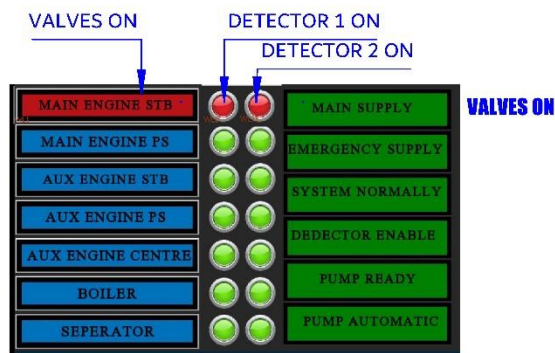 VALVES ON
DETECTOR 1 ON
DETECTOR 2 ON
MAIN ENGINE STB
MAIN SUPPLY
VALVES ON
MAIN ENGINE PS
EMERGENCY SUPPLY
AUX ENGINE STB
SYSTEM NORMALLY
AUX ENGINE PS
DEDECTOR ENABLE
AUX ENGINE CENTRE
BOILER
PUMP READY
SEPERATOR
PUMP AUTOMATIC